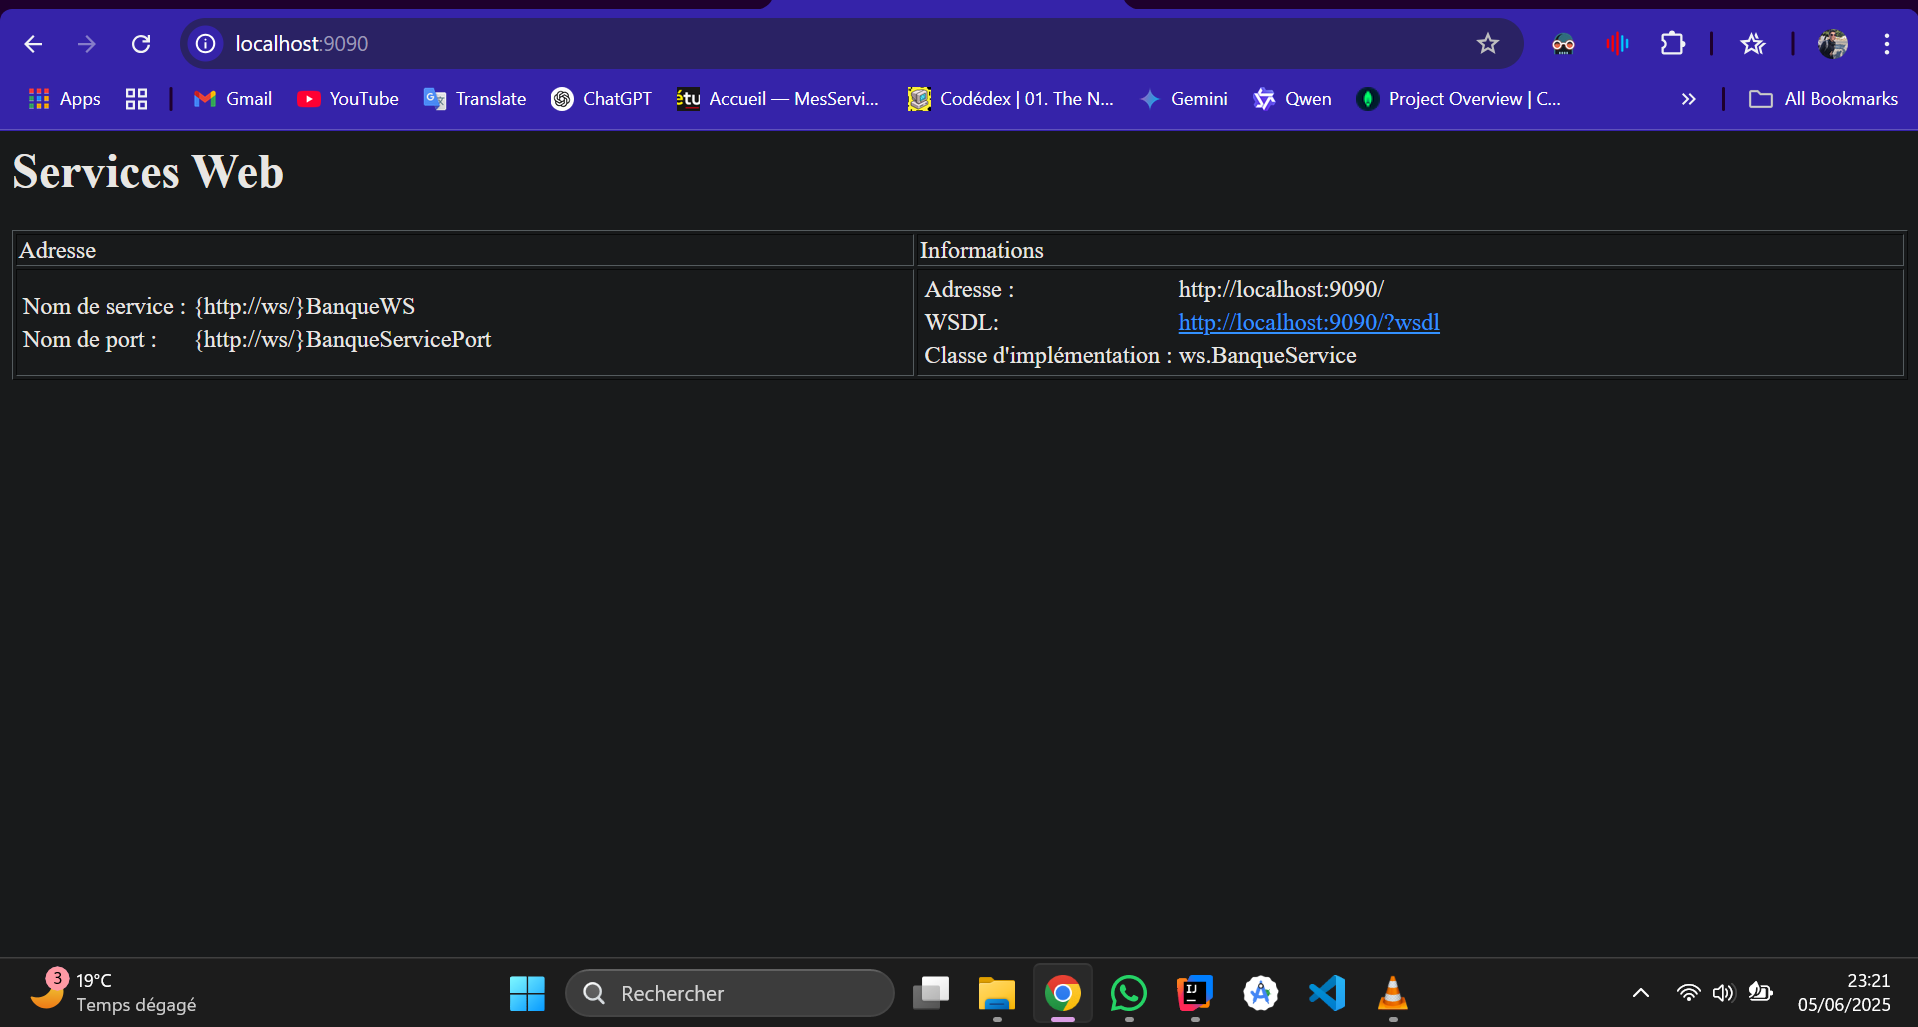 localhost:9090
Apps
Gmail
YouTube
Translate
ChatGPT
étu
Accueil — MesServi...
Codédex | 01. The N...
Gemini
Qwen
Project Overview | C...
All Bookmarks
Services Web
Adresse
Informations
Nom de service : {http://ws/}BanqueWS
Nom de port : {http://ws/}BanqueServicePort
Adresse : http://localhost:9090/
WSDL: http://localhost:9090/?wsdl
Classe d'implémentation : ws.BanqueService
3
19°C
Temps dégagé
Rechercher
IJ
23:21
05/06/2025